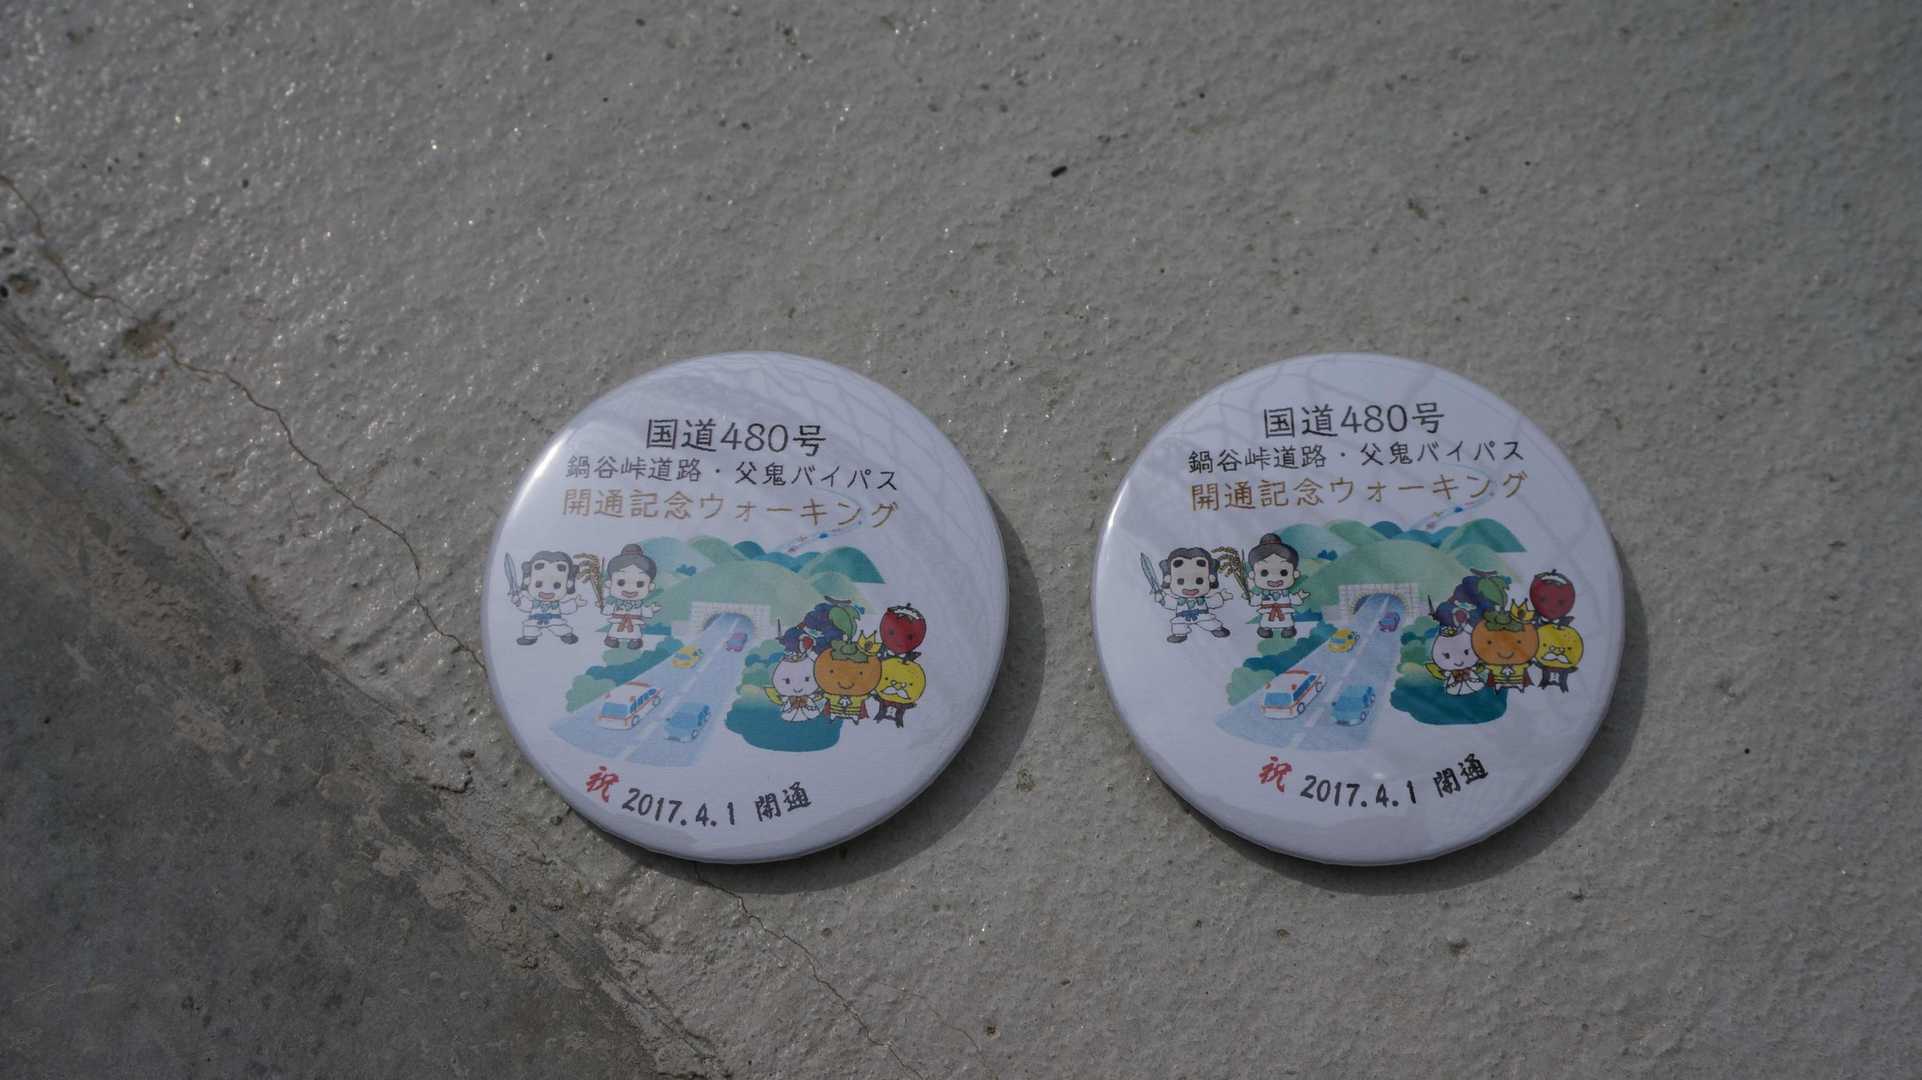 国道480号
鍋谷峠道路・父鬼バイパス
開通記念ウォーキング
祝 2017.4.1 開通
国道480号
鍋谷峠道路・父鬼バイパス
開通記念ウォーキング
祝 2017.4.1 開通